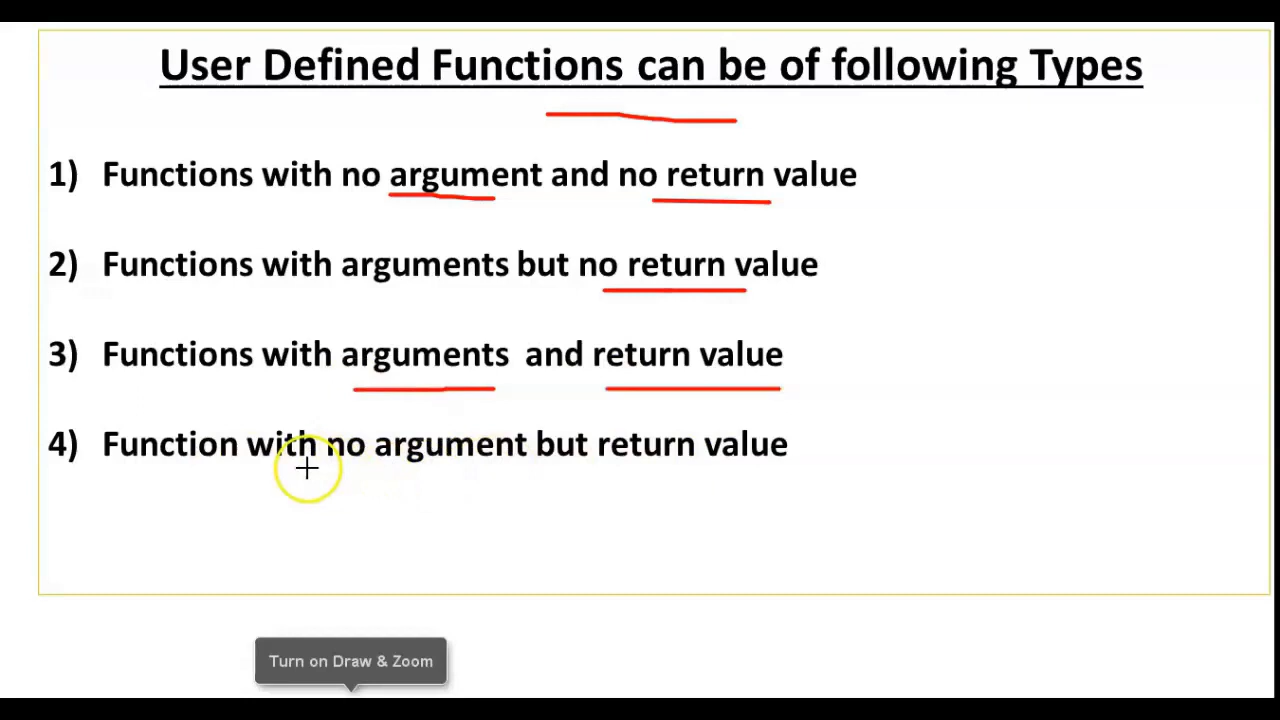 User Defined Functions can be of following Types
1) Functions with no argument and no return value
2) Functions with arguments but no return value
3) Functions with arguments and return value
4) Function with no argument but return value
Turn on Draw & Zoom